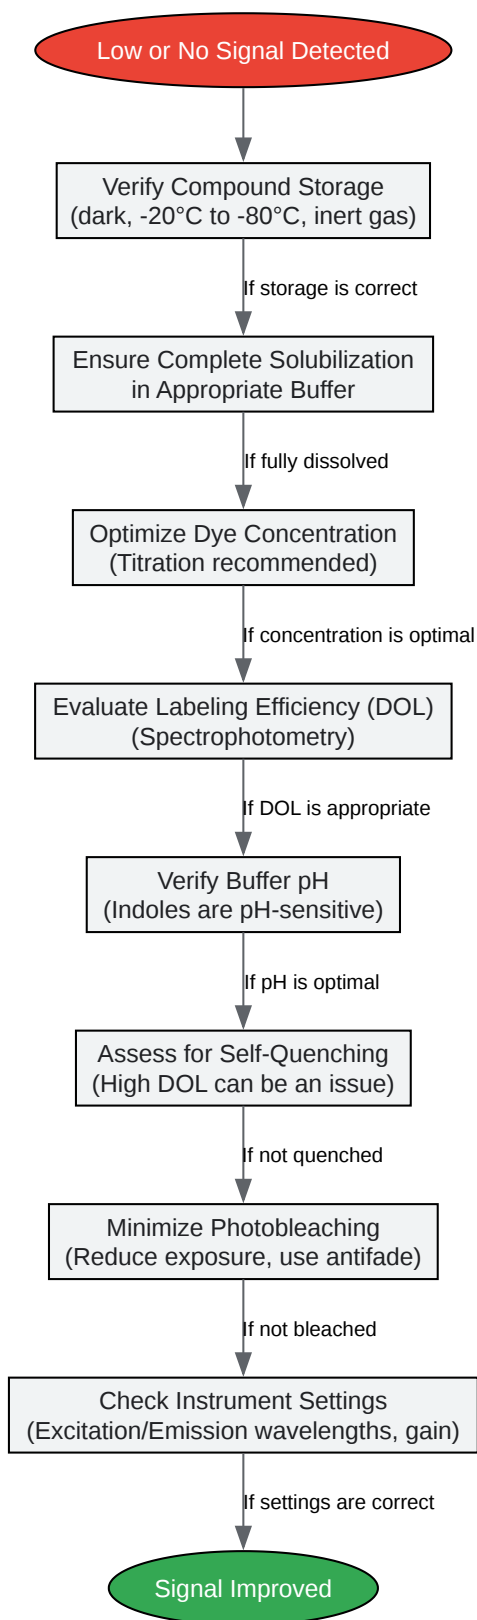 Low or No Signal Detected
Verify Compound Storage
(dark, -20°C to -80°C, inert gas)
If storage is correct
Ensure Complete Solubilization
in Appropriate Buffer
If fully dissolved
Optimize Dye Concentration
(Titration recommended)
If concentration is optimal
Evaluate Labeling Efficiency (DOL)
(Spectrophotometry)
If DOL is appropriate
Verify Buffer pH
(Indoles are pH-sensitive)
If pH is optimal
Assess for Self-Quenching
(High DOL can be an issue)
If not quenched
Minimize Photobleaching
(Reduce exposure, use antifade)
If not bleached
Check Instrument Settings
(Excitation/Emission wavelengths, gain)
If settings are correct
Signal Improved